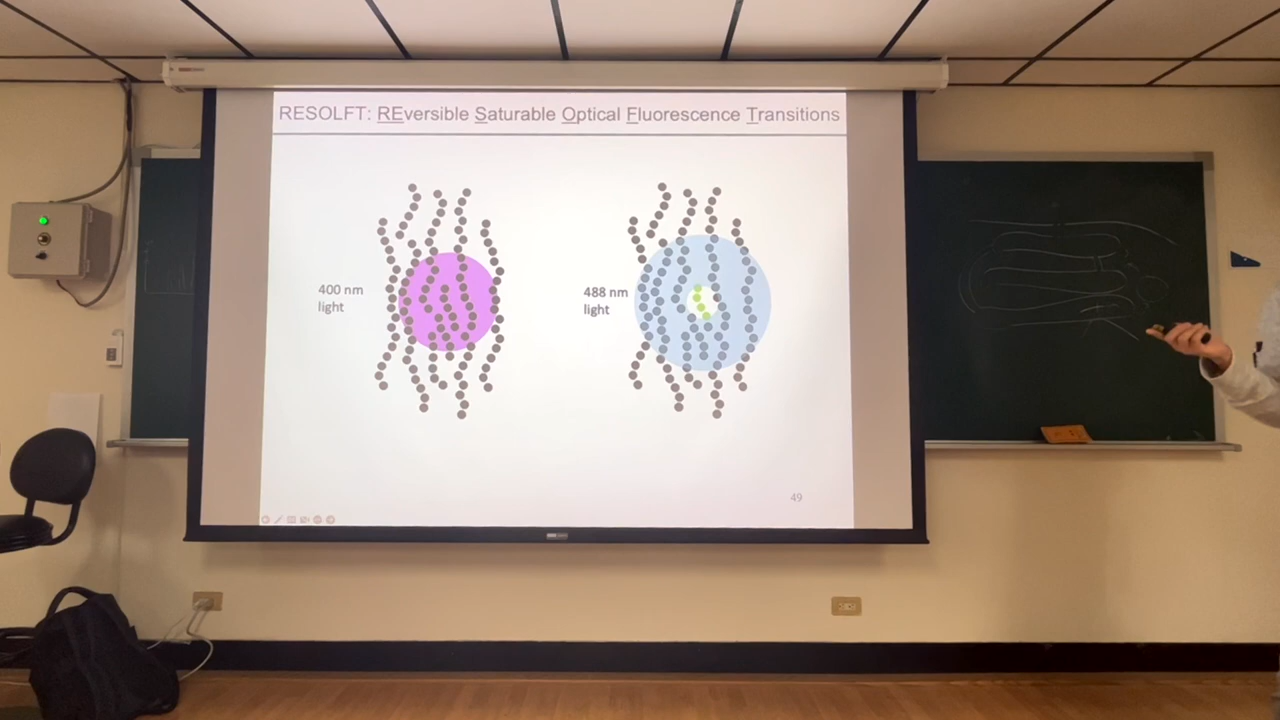 RESOLFT: REversible Saturable Optical Fluorescence Transitions
400 nm
light
488 nm
light
49